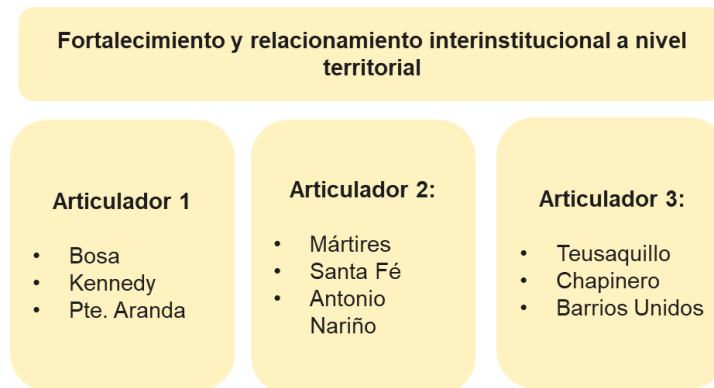 Fortalecimiento y relacionamiento interinstitucional a nivel
territorial
Articulador 1
• Bosa
• Kennedy
• Pte. Aranda
Articulador 2:
• Mártires
• Santa Fé
• Antonio
Nariño
Articulador 3:
• Teusaquillo
• Chapinero
• Barrios Unidos